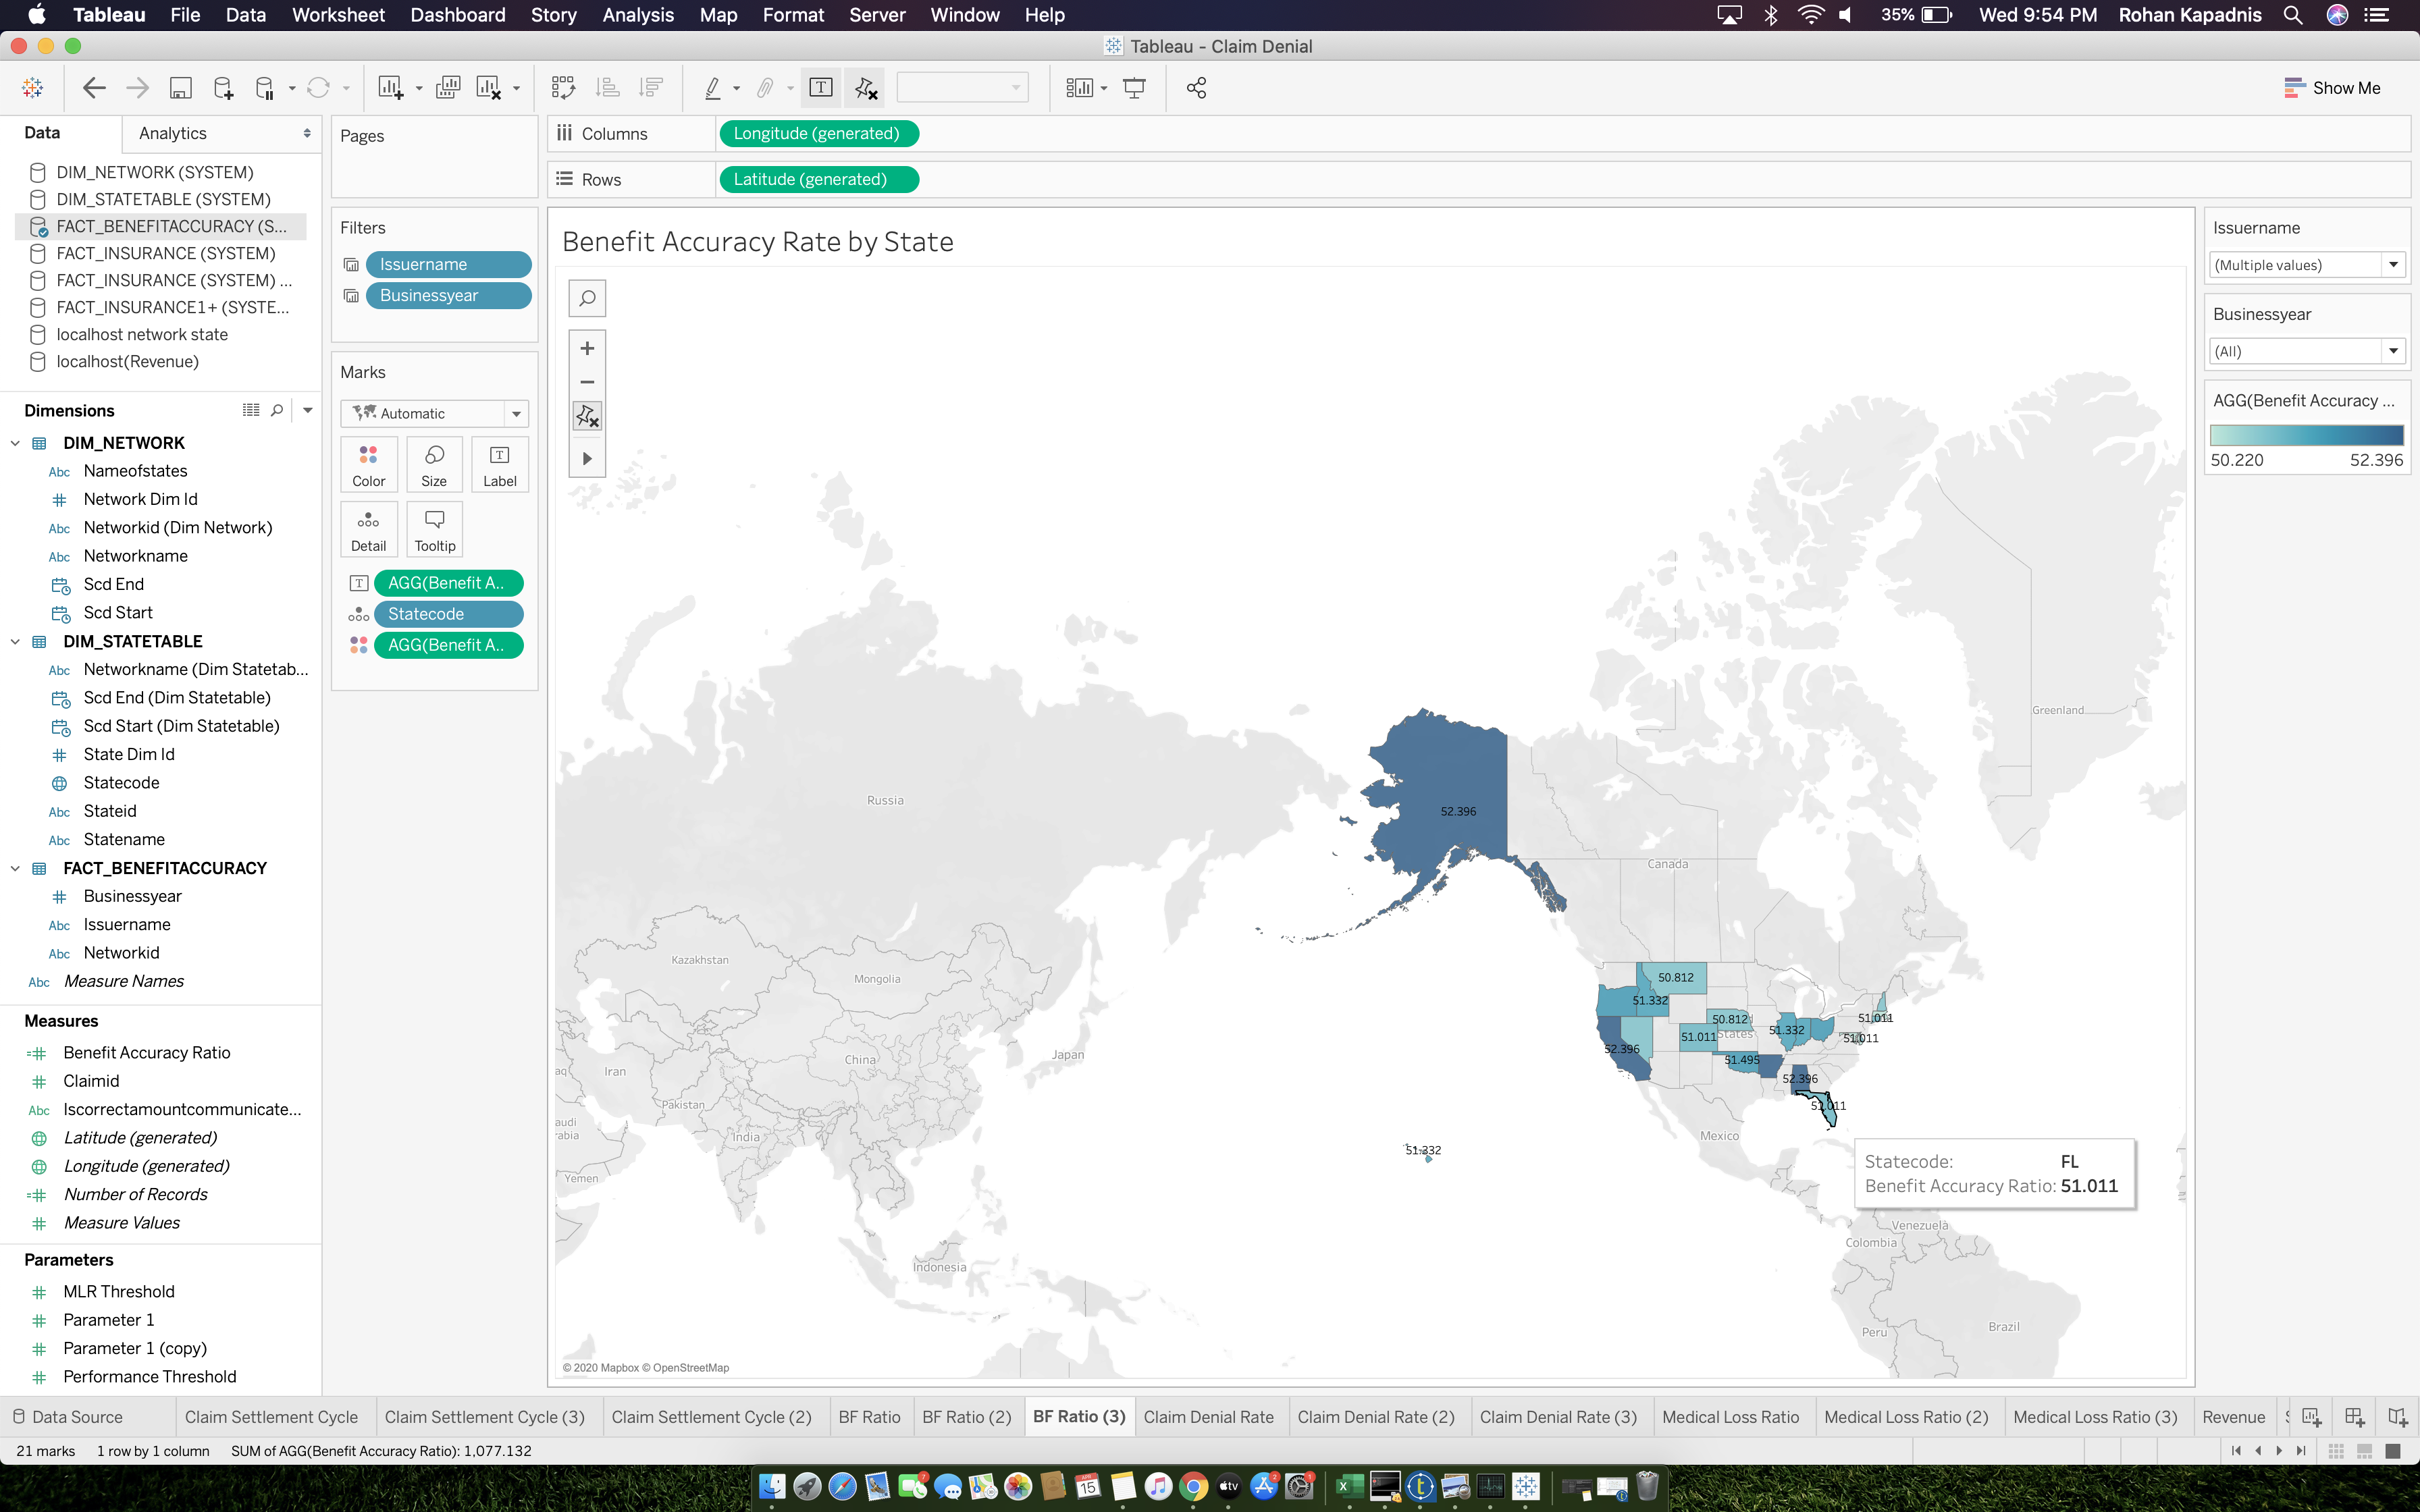 Tableau File Data Worksheet Dashboard Story Analysis Map Format Server Window Help
35% Wed 9:54 PM Rohan Kapadnis
Tableau - Claim Denial
Show Me
Data Analytics
DIM_NETWORK (SYSTEM)
DIM_STATETABLE (SYSTEM)
FACT_BENEFITACCURACY (S...
FACT_INSURANCE (SYSTEM)
FACT_INSURANCE (SYSTEM) ...
FACT_INSURANCE1+ (SYSTE...
localhost network state
localhost(Revenue)
Dimensions
DIM_NETWORK
Abc Nameofstates
Network Dim Id
Abc Networkid (Dim Network)
Abc Networkname
Scd End
Scd Start
DIM_STATETABLE
Abc Networkname (Dim Statetab...
Scd End (Dim Statetable)
Scd Start (Dim Statetable)
State Dim Id
Statecode
Abc Stateid
Abc Statename
FACT_BENEFITACCURACY
Businessyear
Abc Issuername
Abc Networkid
Abc Measure Names
Measures
Benefit Accuracy Ratio
Claimid
Abc Iscorrectamountcommunicate...
Latitude (generated)
Longitude (generated)
Number of Records
Measure Values
Parameters
MLR Threshold
Parameter 1
Parameter 1 (copy)
Performance Threshold
Pages
Filters
Issuername
Businessyear
Marks
Automatic
Color Size Label
Detail Tooltip
AGG(Benefit A..
Statecode
AGG(Benefit A..
Columns Longitude (generated)
Rows Latitude (generated)
Benefit Accuracy Rate by State
Greenland
Russia
52.396
Canada
Kazakhstan
Mongolia
50.812
51.332
50.812
51.011
51.332
51.011
States
51.011
52.396
51.495
Japan
China
Iran
aq
Pakistan
52.396
51.011
audi
abia
India
Mexico
51.332
Yemen
Statecode: FL
Benefit Accuracy Ratio: 51.011
Venezuela
Colombia
Indonesia
Brazil
Peru
© 2020 Mapbox © OpenStreetMap
Issuername
(Multiple values)
Businessyear
(All)
AGG(Benefit Accuracy ...
50.220 52.396
Data Source Claim Settlement Cycle Claim Settlement Cycle (3) Claim Settlement Cycle (2) BF Ratio BF Ratio (2) BF Ratio (3) Claim Denial Rate Claim Denial Rate (2) Claim Denial Rate (3) Medical Loss Ratio Medical Loss Ratio (2) Medical Loss Ratio (3) Revenue
21 marks 1 row by 1 column SUM of AGG(Benefit Accuracy Ratio): 1,077.132